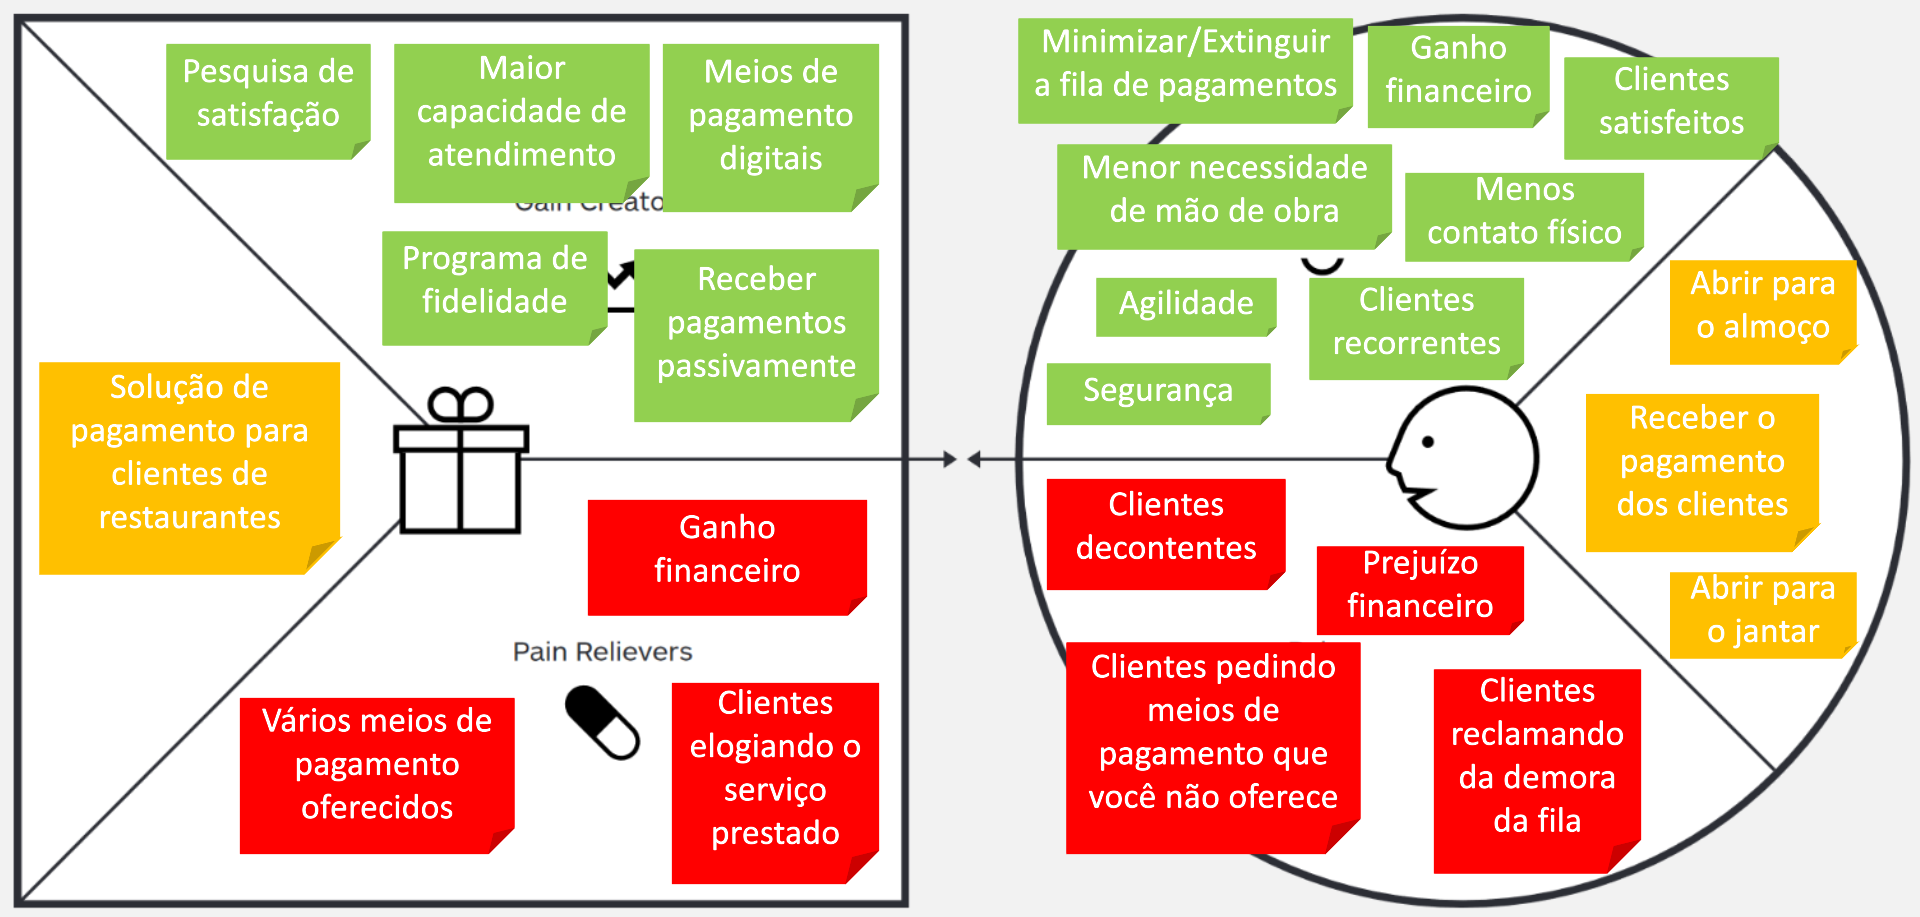 Pesquisa de
satisfação
Maior
capacidade de
atendimento
Meios de
pagamento
digitais
Gain Creato
Programa de
fidelidade
Receber
pagamentos
passivamente
Solução de
pagamento para
clientes de
restaurantes
Ganho
financeiro
Pain Relievers
Vários meios de
pagamento
oferecidos
Clientes
elogiando o
serviço
prestado
Minimizar/Extinguir
a fila de pagamentos
Ganho
financeiro
Clientes
satisfeitos
Menor necessidade
de mão de obra
Menos
contato físico
Agilidade
Clientes
recorrentes
Segurança
Abrir para
o almoço
Receber o
pagamento
dos clientes
Abrir para
o jantar
Clientes
decontentes
Prejuízo
financeiro
Clientes pedindo
meios de
pagamento que
você não oferece
Clientes
reclamando
da demora
da fila